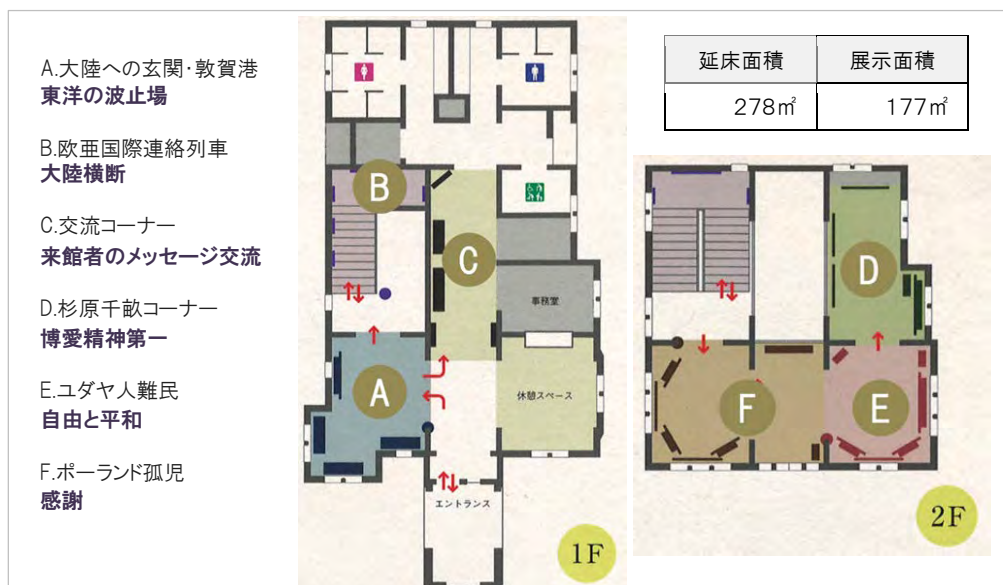 A.大陸への玄関･敦賀港
東洋の波止場
B.欧亜国際連絡列車
大陸横断
C.交流コーナー
来館者のメッセージ交流
D.杉原千畝コーナー
博愛精神第一
E.ユダヤ人難民
自由と平和
F.ポーランド孤児
感謝
B
C
事務室
A
休憩スペース
エントランス
1F
延床面積 展示面積
278㎡ 177㎡
D
F
E
2F